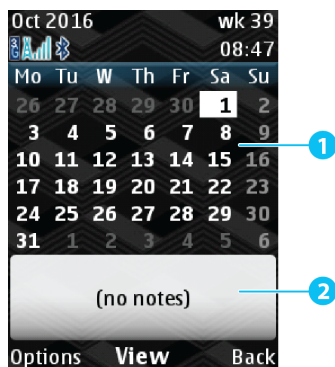 Oct 2016 wk 39
3G 08:47
Mo Tu W Th Fr Sa Su
26 27 28 29 30 1 2
3 4 5 6 7 8 9
10 11 12 13 14 15 16
17 18 19 20 21 22 23
24 25 26 27 28 29 30
31 1 2 3 4 5 6
1
(no notes)
2
Options View Back